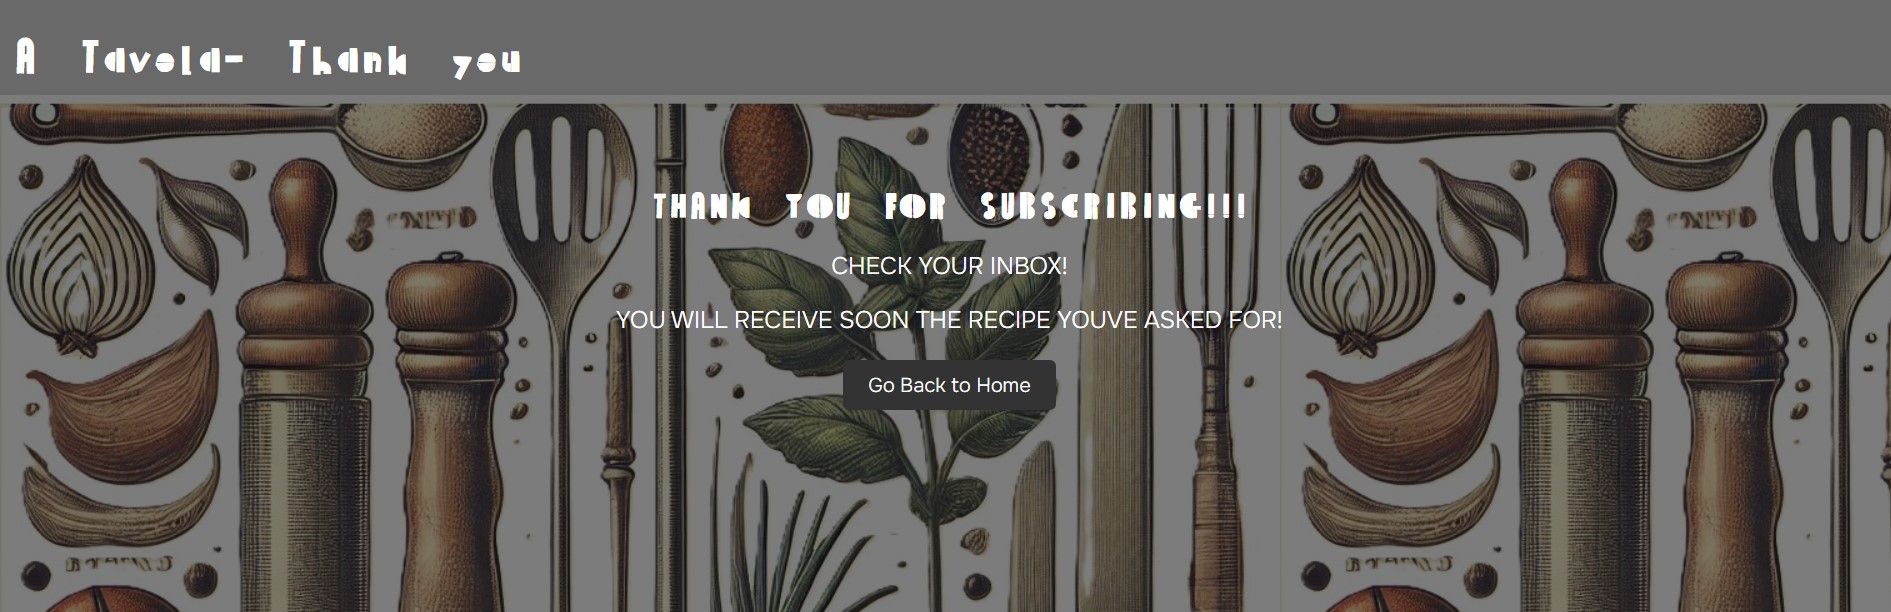 A Tavola- Thank you
THANK YOU FOR SUBSCRIBING!!!
CHECK YOUR INBOX!
YOU WILL RECEIVE SOON THE RECIPE YOUVE ASKED FOR!
Go Back to Home